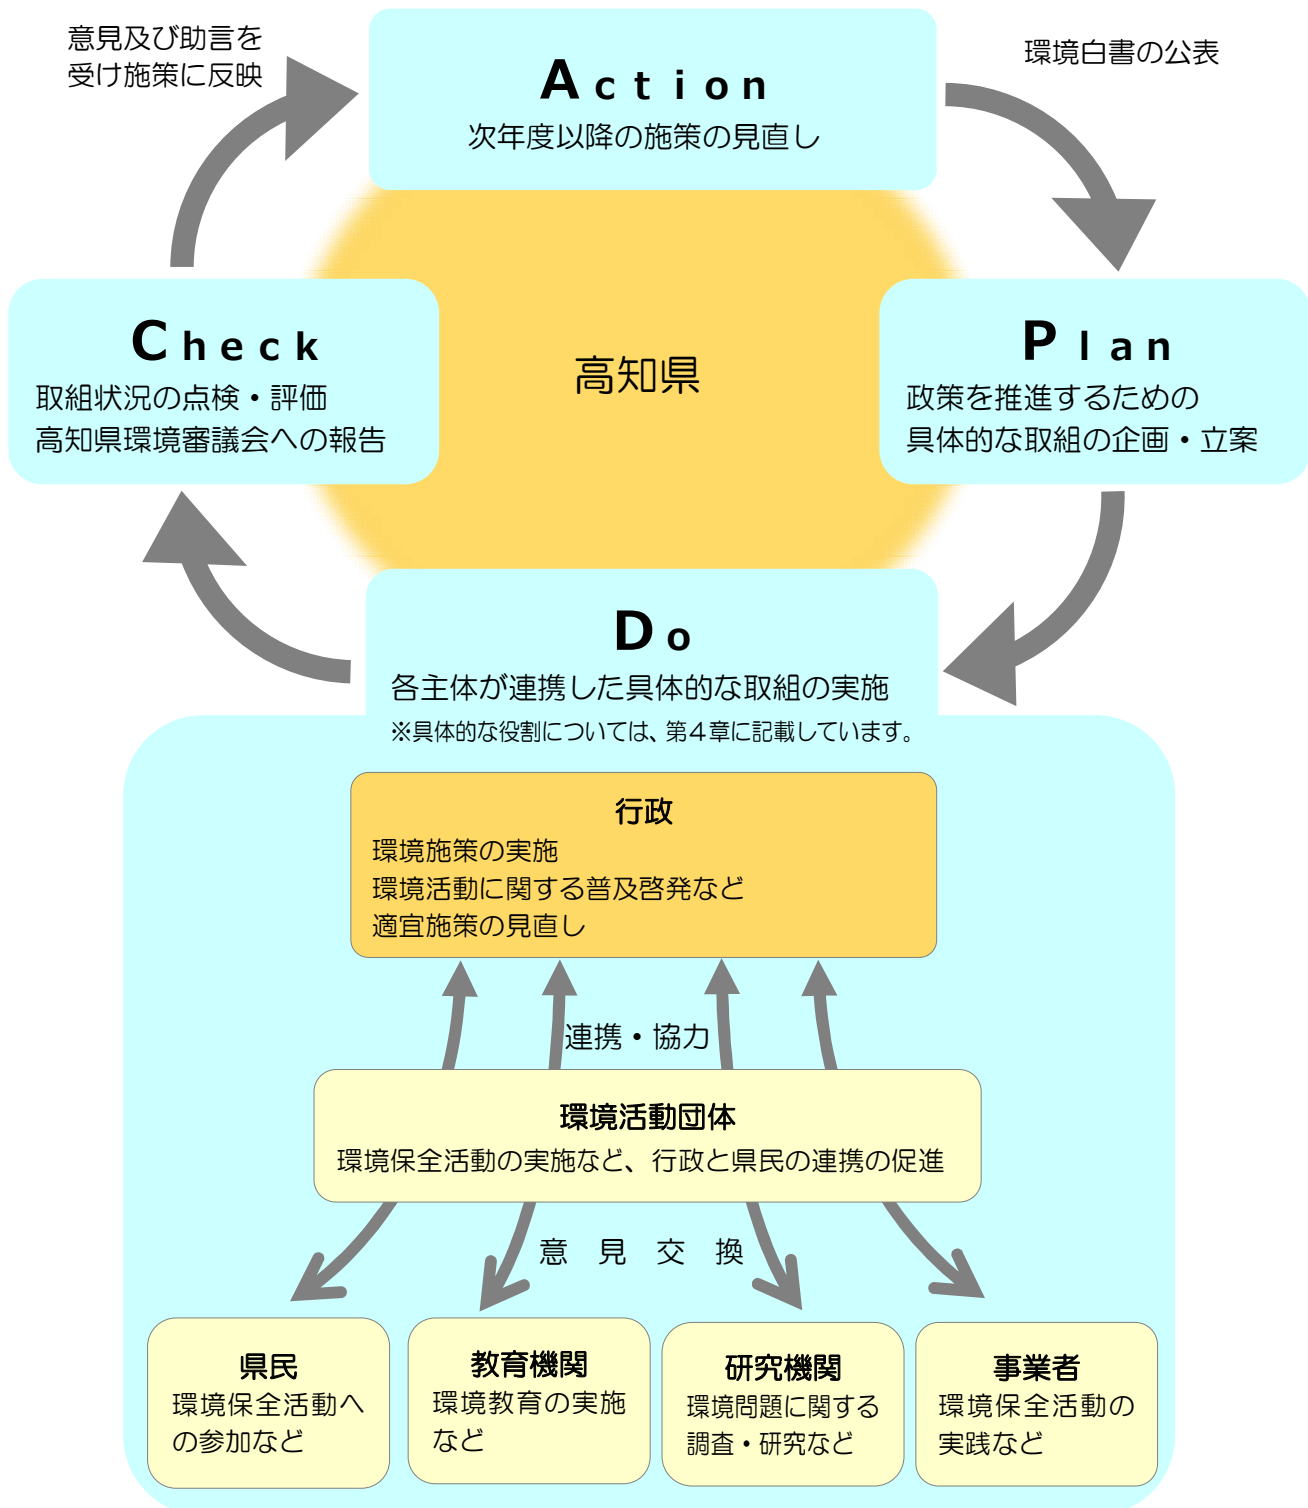 意見及び助言を
受け施策に反映
Action
次年度以降の施策の見直し
環境白書の公表
Check
取組状況の点検・評価
高知県環境審議会への報告
高知県
Plan
政策を推進するための
具体的な取組の企画・立案
Do
各主体が連携した具体的な取組の実施
※具体的な役割については、第4章に記載しています。
行政
環境施策の実施
環境活動に関する普及啓発など
適宜施策の見直し
連携・協力
環境活動団体
環境保全活動の実施など、行政と県民の連携の促進
意見交換
県民
環境保全活動へ
の参加など
教育機関
環境教育の実施
など
研究機関
環境問題に関する
調査・研究など
事業者
環境保全活動の
実践など